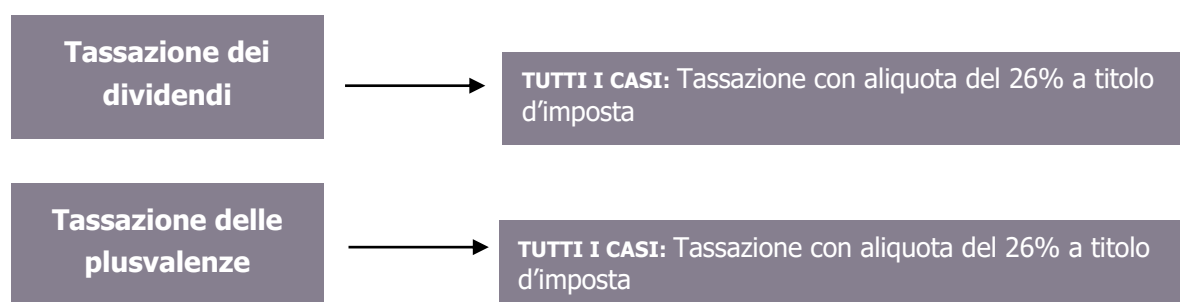 Tassazione dei
dividendi
TUTTI I CASI: Tassazione con aliquota del 26% a titolo
d’imposta
Tassazione delle
plusvalenze
TUTTI I CASI: Tassazione con aliquota del 26% a titolo
d’imposta